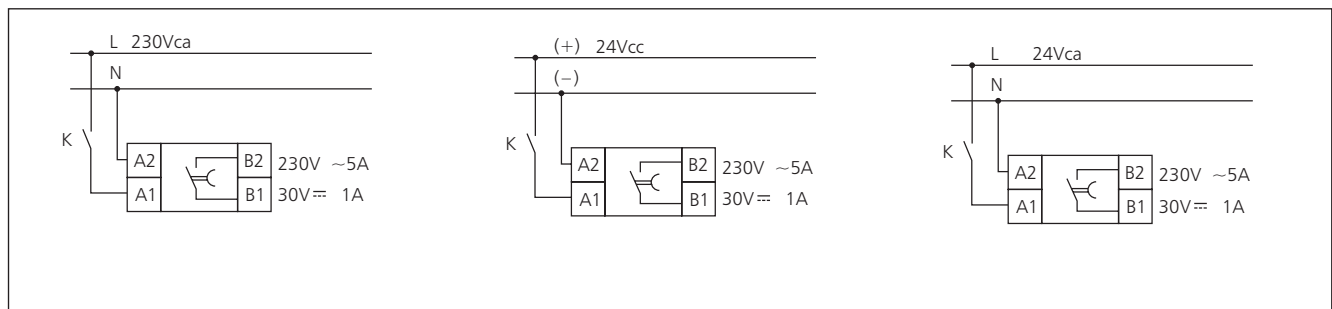 L 230Vca
N
K
A2
B2
230V ~5A
A1
B1
30V⎓ 1A
(+) 24Vcc
(−)
K
A2
B2
230V ~5A
A1
B1
30V⎓ 1A
L 24Vca
N
K
A2
B2
230V ~5A
A1
B1
30V⎓ 1A